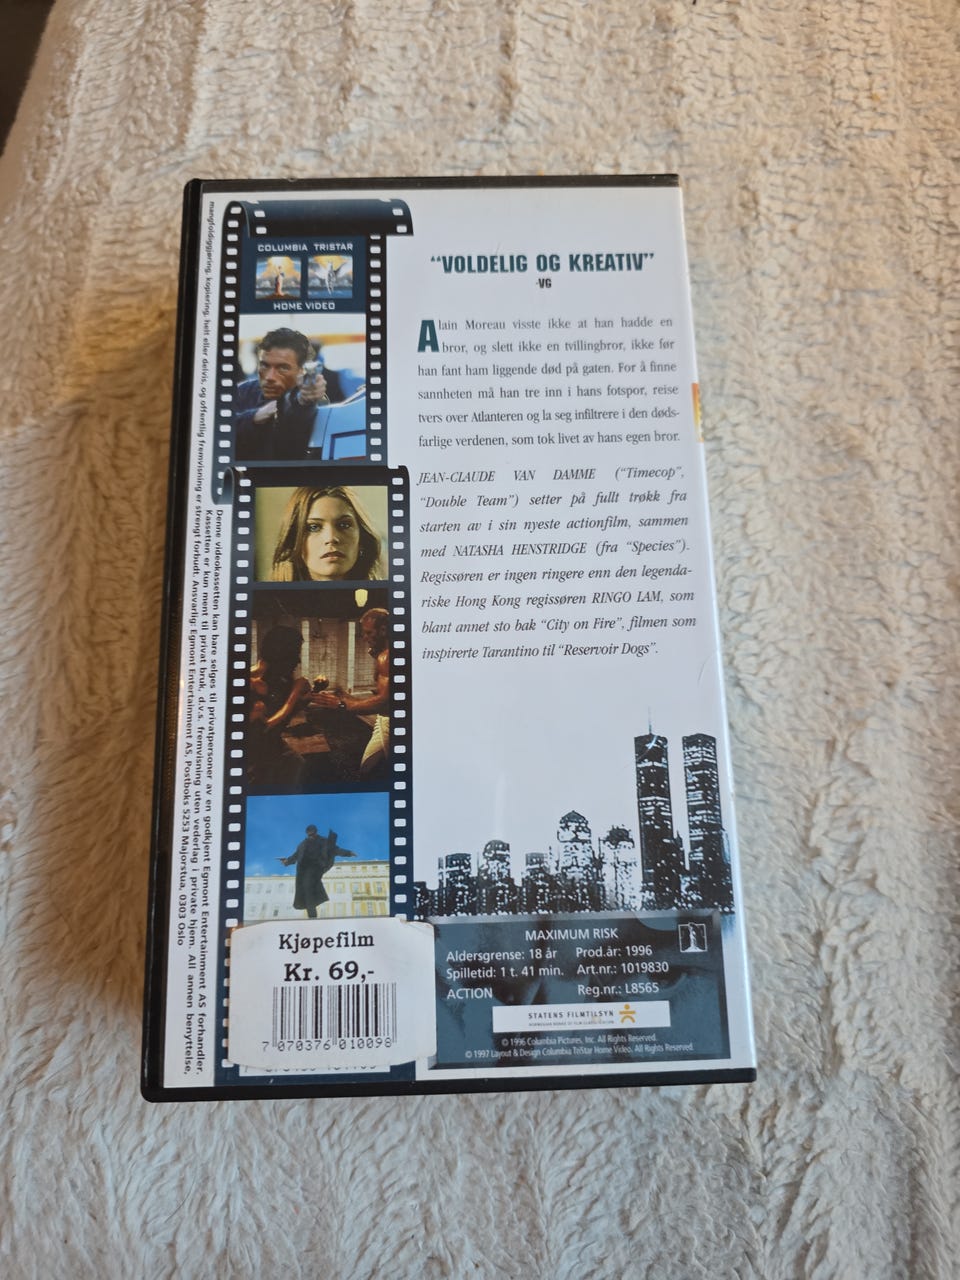 COLUMBIA TRISTAR
HOME VIDEO
"VOLDELIG OG KREATIV"
-VG
Alain Moreau visste ikke at han hadde en
bror, og slett ikke en tvillingbror, ikke før
han fant ham liggende død på gaten. For å finne
sannheten må han tre inn i hans fotspor, reise
tvers over Atlanteren og la seg infiltrere i den døds-
farlige verdenen, som tok livet av hans egen bror.
JEAN-CLAUDE VAN DAMME ("Timecop",
"Double Team") setter på fullt trøkk fra
starten av i sin nyeste actionfilm, sammen
med NATASHA HENSTRIDGE (fra "Species").
Regissøren er ingen ringere enn den legenda-
riske Hong Kong regissøren RINGO LAM, som
blant annet sto bak "City on Fire", filmen som
inspirerte Tarantino til "Reservoir Dogs".
Denne videokassetten kan bare selges til privatpersoner av en godkjent Egmont Entertainment AS forhandler.
Kassetten er kun ment til privat bruk, d.v.s. fremvisning uten vederlag i private hjem. All annen benyttelse,
mangfoldiggjøring, kopiering, helt eller delvis, og offentlig fremvisning er strengt forbudt. Ansvarlig: Egmont Entertainment AS, Postboks 5253 Majorstua, 0303 Oslo
Kjøpefilm
Kr. 69,-
7 070376 010098
MAXIMUM RISK
Aldersgrense: 18 år Prod.år: 1996
Spilletid: 1 t. 41 min. Art.nr.: 1019830
ACTION Reg.nr.: L8565
STATENS FILMTILSYN
NORWEGIAN BOARD OF FILM CLASSIFICATION
© 1996 Columbia Pictures, Inc. All Rights Reserved.
© 1997 Layout & Design Columbia TriStar Home Video. All Rights Reserved.